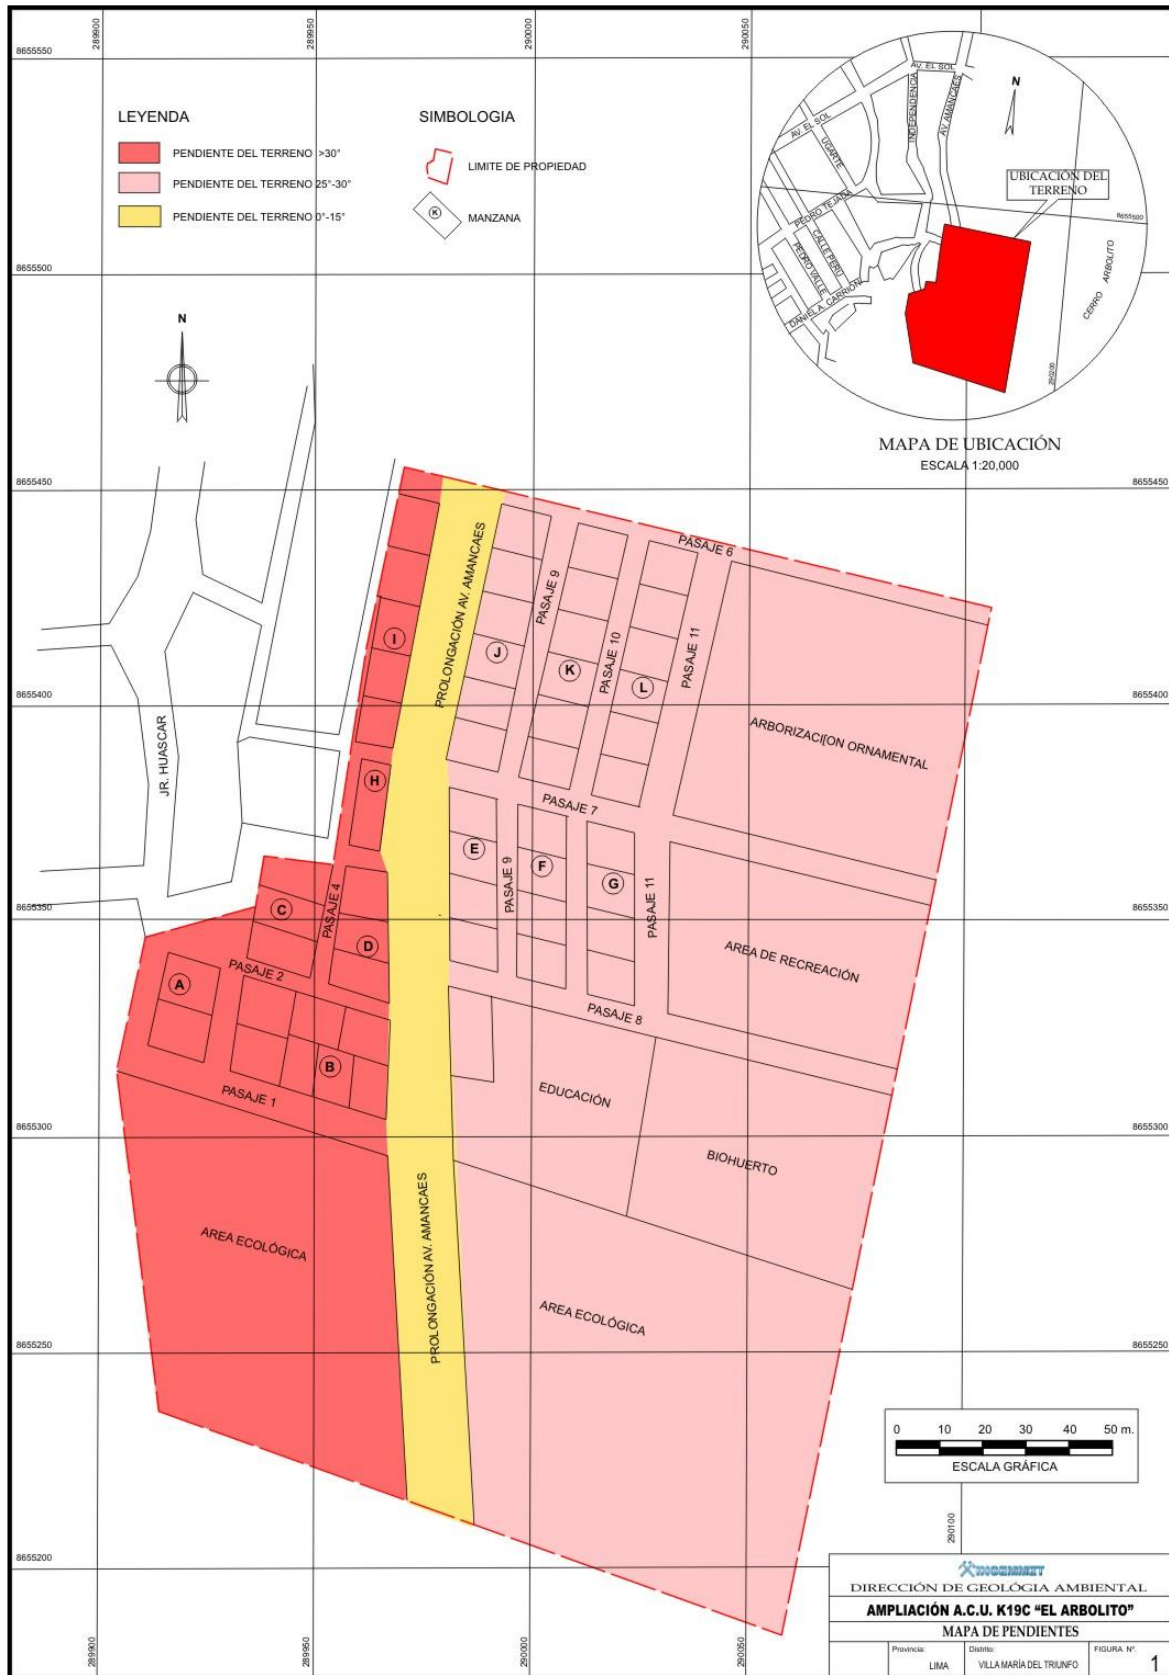 289900
289950
290000
290050
8655550
LEYENDA
PENDIENTE DEL TERRENO >30°
PENDIENTE DEL TERRENO 25°-30°
PENDIENTE DEL TERRENO 0°-15°
SIMBOLOGIA
LIMITE DE PROPIEDAD
K
MANZANA
AV. EL SOL
AV. EL SOL
INDEPENDENCIA
AV. AMANCAES
N
UGARTE
UBICACIÓN DEL
TERRENO
PEDRO TEJADA
CALLE PERU
PEDRO VALLE
DANIEL A. CARRIÓN
8655500
CERRO ARBOLITO
290200
MAPA DE UBICACIÓN
ESCALA 1:20,000
8655500
N
8655450
8655450
PASAJE 6
PROLONGACIÓN AV. AMANCAES
PASAJE 9
PASAJE 10
PASAJE 11
I
J
K
L
8655400
8655400
ARBORIZACI[ON ORNAMENTAL
JR. HUASCAR
H
PASAJE 7
E
F
G
PASAJE 9
PASAJE 11
PASAJE 4
C
D
8655350
8655350
AREA DE RECREACIÓN
A
PASAJE 2
PASAJE 8
B
PASAJE 1
EDUCACIÓN
8655300
8655300
BIOHUERTO
AREA ECOLÓGICA
PROLONGACIÓN AV. AMANCAES
AREA ECOLÓGICA
8655250
8655250
0 10 20 30 40 50 m.
ESCALA GRÁFICA
8655200
290100
INGEMMET
DIRECCIÓN DE GEOLÓGIA AMBIENTAL
AMPLIACIÓN A.C.U. K19C “EL ARBOLITO”
MAPA DE PENDIENTES
Provincia:
LIMA
Distrito:
VILLA MARÍA DEL TRIUNFO
FIGURA N°.
1
289900
289950
290000
290050